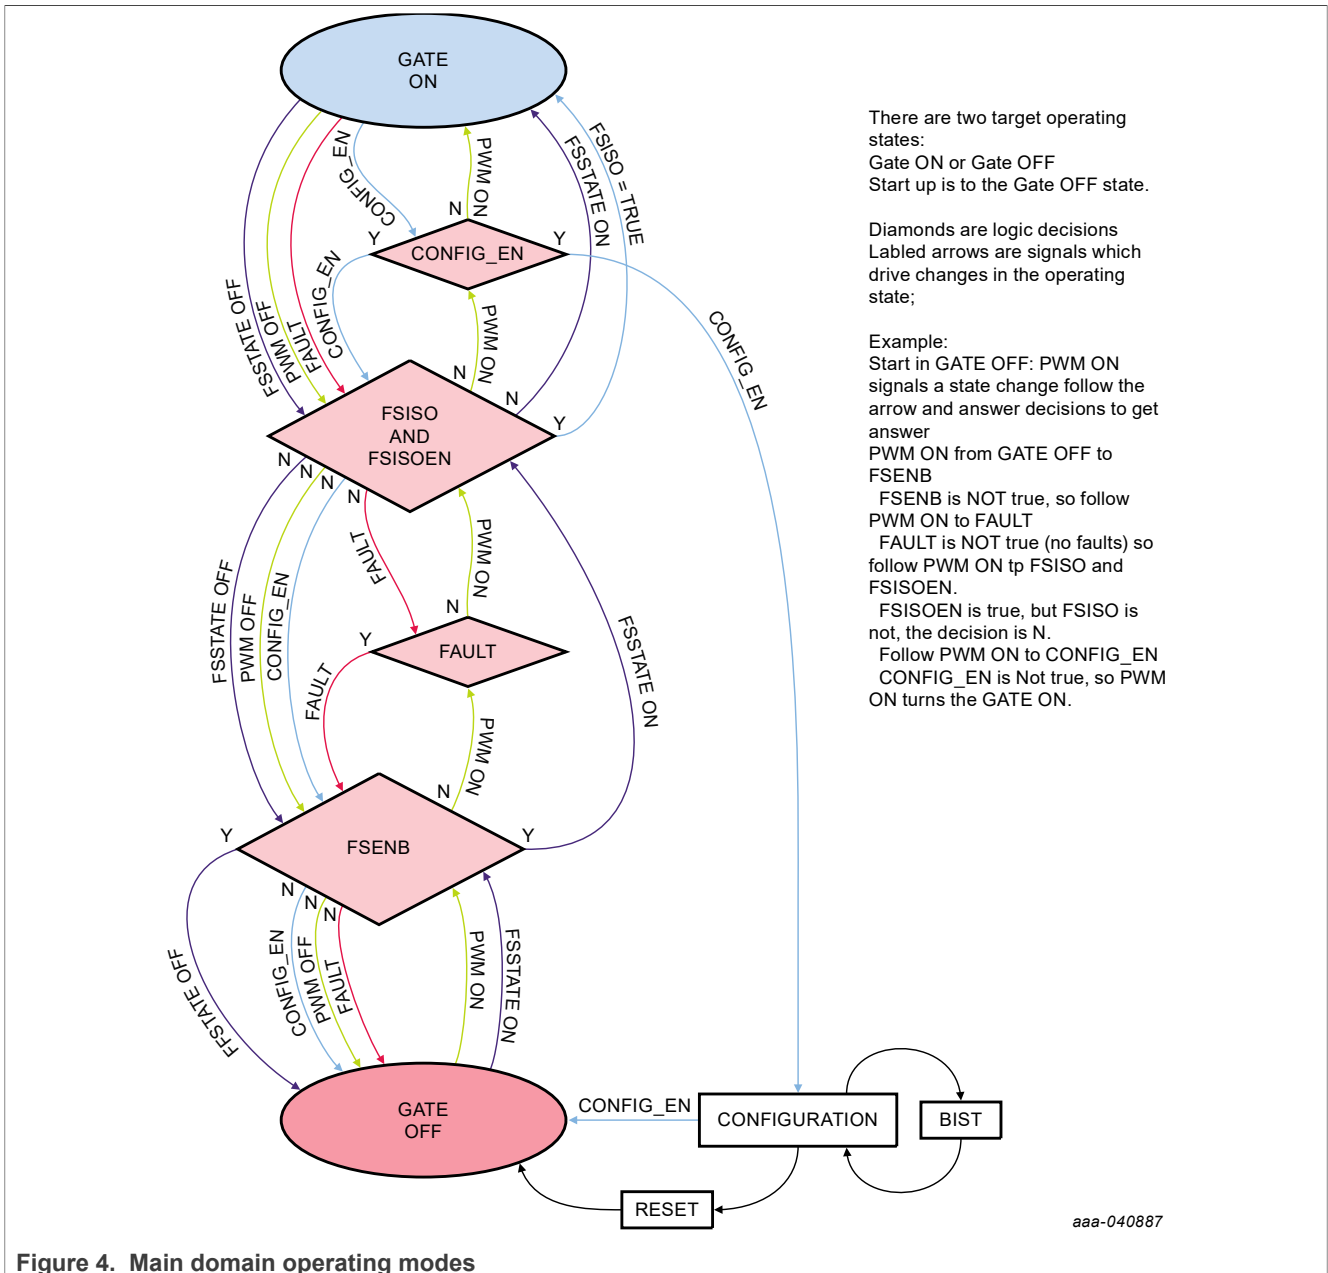 GATE
ON
There are two target operating
states:
Gate ON or Gate OFF
Start up is to the Gate OFF state.
Diamonds are logic decisions
Labled arrows are signals which
drive changes in the operating
state;
Example:
Start in GATE OFF: PWM ON
signals a state change follow the
arrow and answer decisions to get
answer
PWM ON from GATE OFF to
FSENB
FSENB is NOT true, so follow
PWM ON to FAULT
FAULT is NOT true (no faults) so
follow PWM ON tp FSISO and
FSISOEN.
FSISOEN is true, but FSISO is
not, the decision is N.
Follow PWM ON to CONFIG_EN
CONFIG_EN is Not true, so PWM
ON turns the GATE ON.
CONFIG_EN
PWM ON
FSSTATE ON
FSISO = TRUE
N
Y
CONFIG_EN
Y
FSSTATE OFF
PWM OFF
FAULT
CONFIG_EN
PWM ON
CONFIG_EN
N
N
Y
FSISO
AND
FSISOEN
N
N
N
N
FSSTATE OFF
PWM OFF
CONFIG_EN
FAULT
PWM ON
FSSTATE ON
N
Y
FAULT
FAULT
PWM ON
N
Y
FSENB
Y
N
N
N
FFSTATE OFF
CONFIG_EN
PWM OFF
FAULT
PWM ON
FSSTATE ON
GATE
OFF
CONFIG_EN
CONFIGURATION
BIST
RESET
aaa-040887
Figure 4. Main domain operating modes